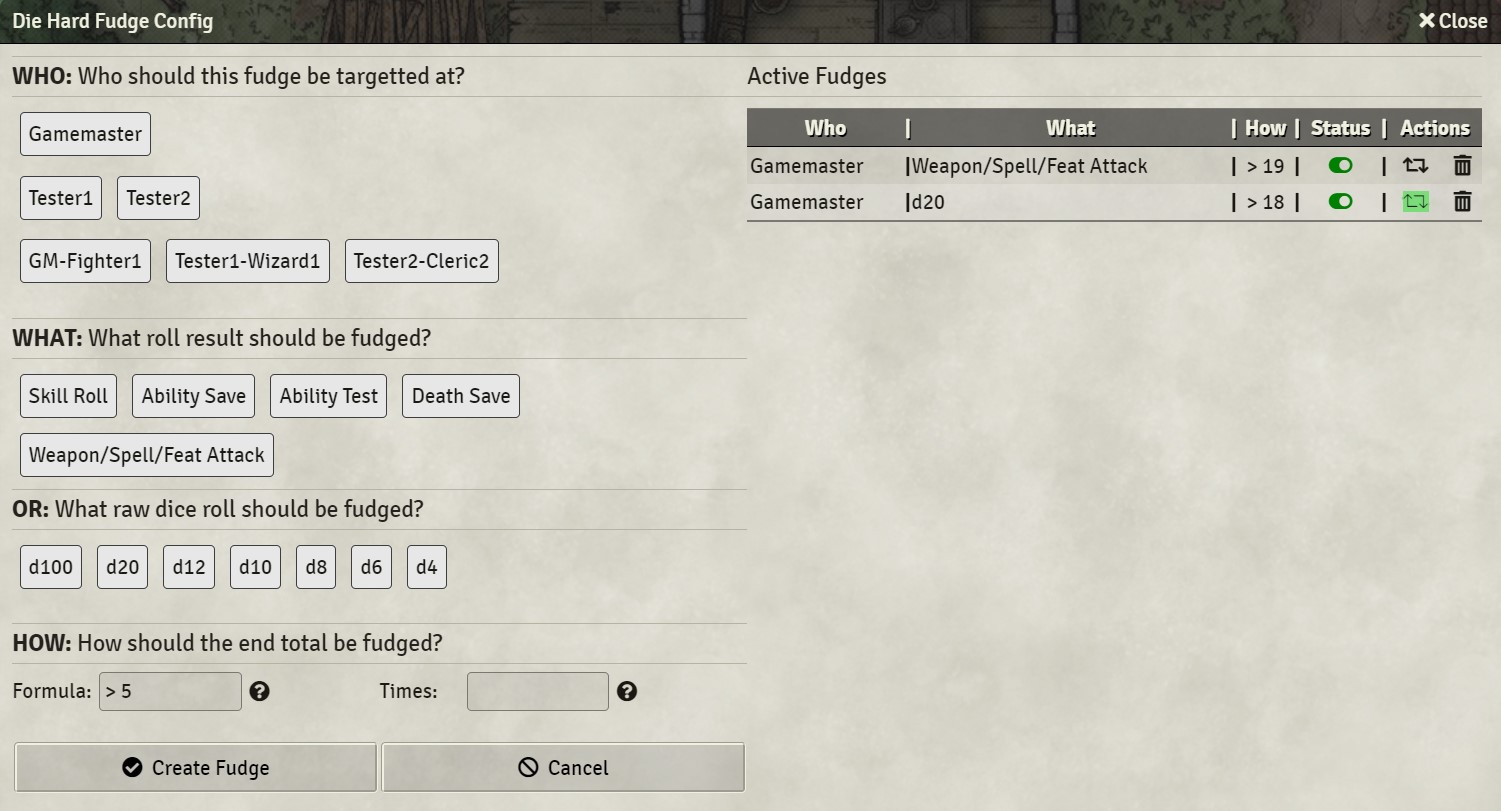 Die Hard Fudge Config
Close
WHO: Who should this fudge be targetted at?
Gamemaster
Tester1 Tester2
GM-Fighter1 Tester1-Wizard1 Tester2-Cleric2
WHAT: What roll result should be fudged?
Skill Roll Ability Save Ability Test Death Save
Weapon/Spell/Feat Attack
OR: What raw dice roll should be fudged?
d100 d20 d12 d10 d8 d6 d4
HOW: How should the end total be fudged?
Formula: > 5 Times:
Create Fudge Cancel
Active Fudges
Who | What | How | Status | Actions
Gamemaster |Weapon/Spell/Feat Attack | > 19 | |
Gamemaster |d20 | > 18 | |